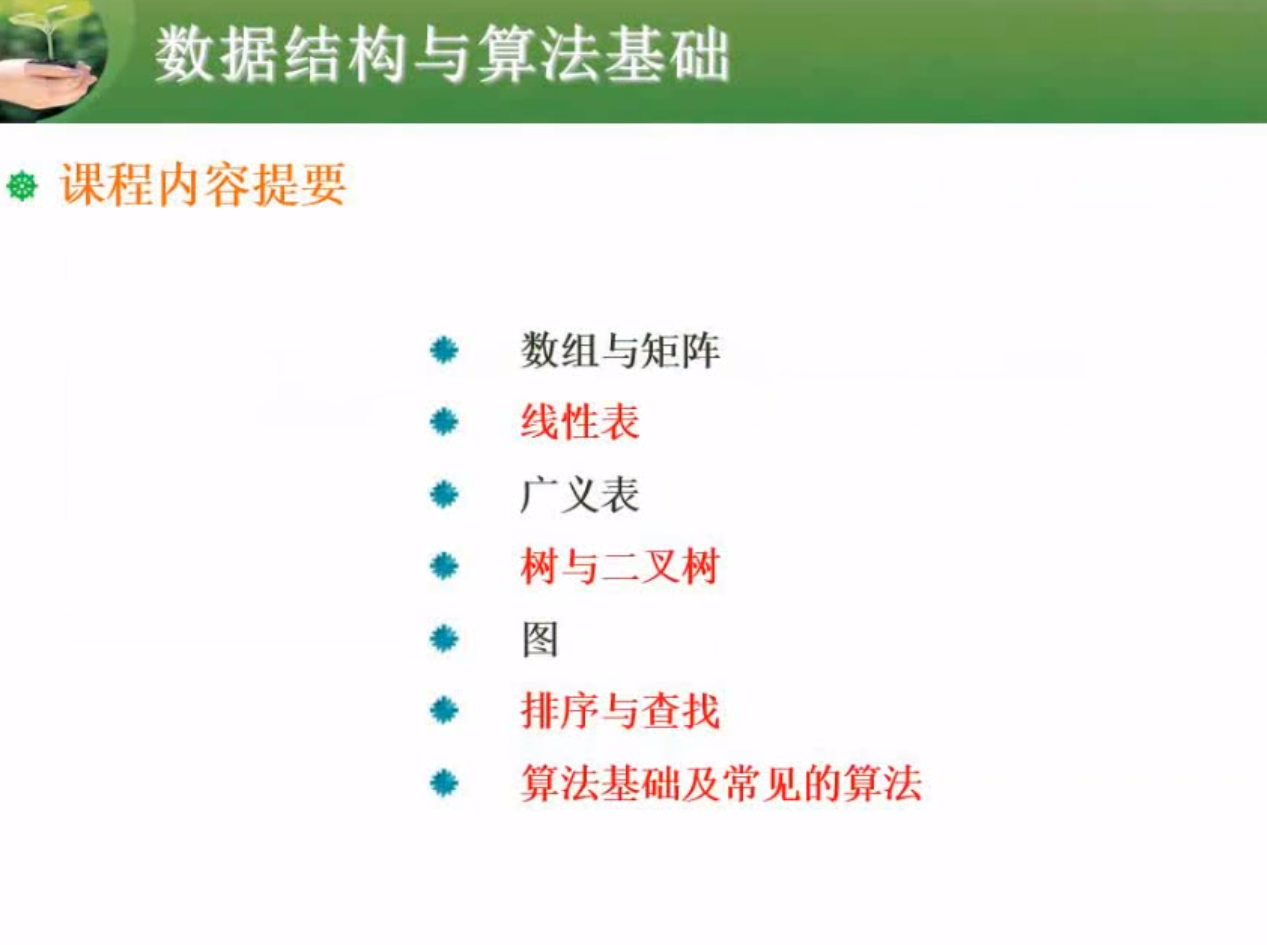 数据结构与算法基础
课程内容提要
数组与矩阵
线性表
广义表
树与二叉树
图
排序与查找
算法基础及常见的算法